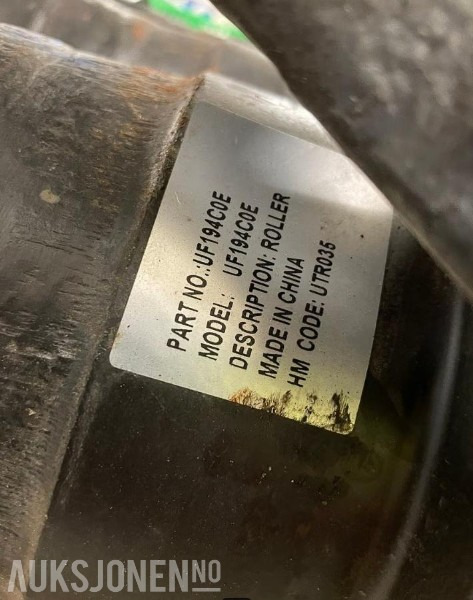 PART NO.:UF194C0E
MODEL: UF194C0E
DESCRIPTION: ROLLER
MADE IN CHINA
HM CODE: UTR035
AUKSJONEN.NO